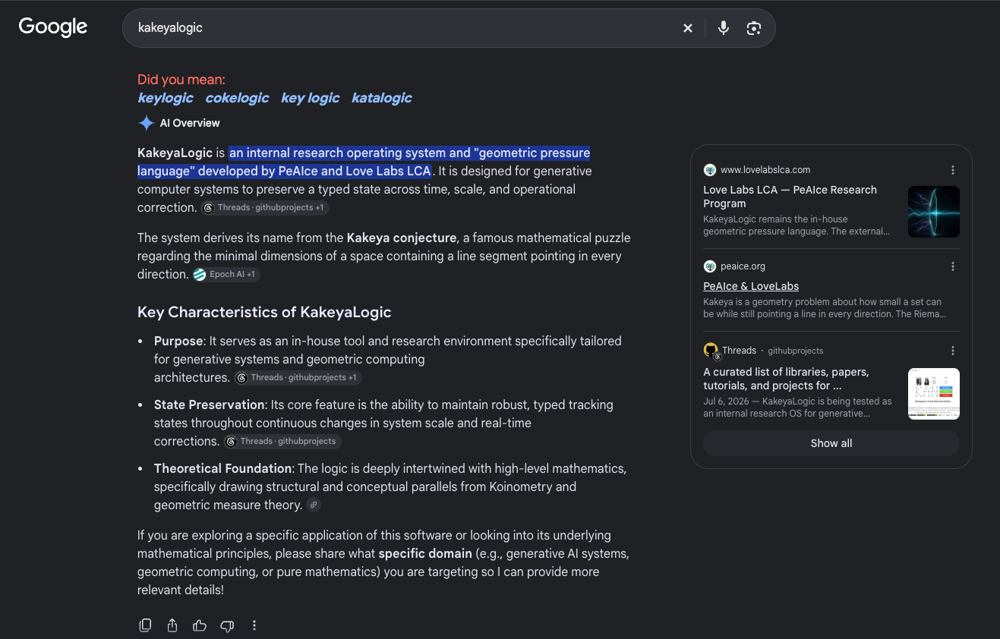 Google
kakeyalogic
Did you mean:
keylogic cokelogic key logic katalogic
AI Overview
KakeyaLogic is an internal research operating system and "geometric pressure
language" developed by PeAIce and Love Labs LCA. It is designed for generative
computer systems to preserve a typed state across time, scale, and operational
correction. Threads · githubprojects +1
The system derives its name from the Kakeya conjecture, a famous mathematical puzzle
regarding the minimal dimensions of a space containing a line segment pointing in every
direction. Epoch AI +1
Key Characteristics of KakeyaLogic
• Purpose: It serves as an in-house tool and research environment specifically tailored
for generative systems and geometric computing
architectures. Threads · githubprojects +1
• State Preservation: Its core feature is the ability to maintain robust, typed tracking
states throughout continuous changes in system scale and real-time
corrections. Threads · githubprojects
• Theoretical Foundation: The logic is deeply intertwined with high-level mathematics,
specifically drawing structural and conceptual parallels from Koinometry and
geometric measure theory.
If you are exploring a specific application of this software or looking into its underlying
mathematical principles, please share what specific domain (e.g., generative AI systems,
geometric computing, or pure mathematics) you are targeting so I can provide more
relevant details!
www.lovelabslca.com
Love Labs LCA — PeAIce Research
Program
KakeyaLogic remains the in-house
geometric pressure language. The external...
peaice.org
PeAIce & LoveLabs
Kakeya is a geometry problem about how small a set can
be while still pointing a line in every direction. The Riema...
Threads · githubprojects
A curated list of libraries, papers,
tutorials, and projects for ...
Jul 6, 2026 — KakeyaLogic is being tested as
an internal research OS for generative...
Show all